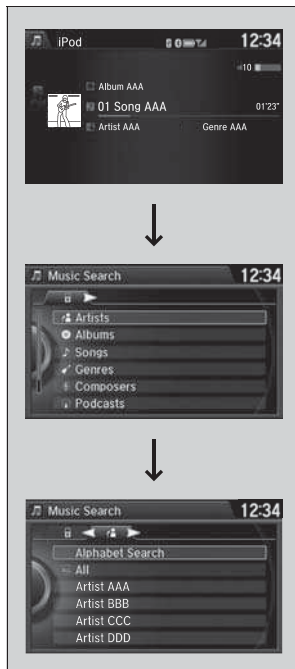 iPod 12:34
10
Album AAA
01 Song AAA 01'23"
Artist AAA Genre AAA
Music Search 12:34
Artists
Albums
Songs
Genres
Composers
Podcasts
Music Search 12:34
Alphabet Search
All
Artist AAA
Artist BBB
Artist CCC
Artist DDD